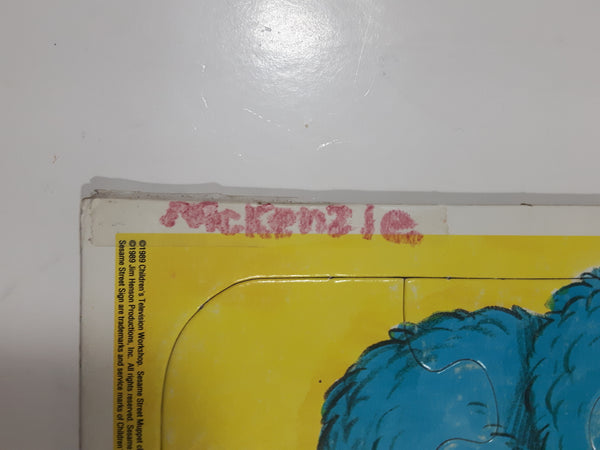 McKenzie
©1989 Children's Television Workshop. Sesame Street Muppet
©1989 Jim Henson Productions, Inc. All rights reserved. Sesame
Street Sign are trademarks and service marks of Children